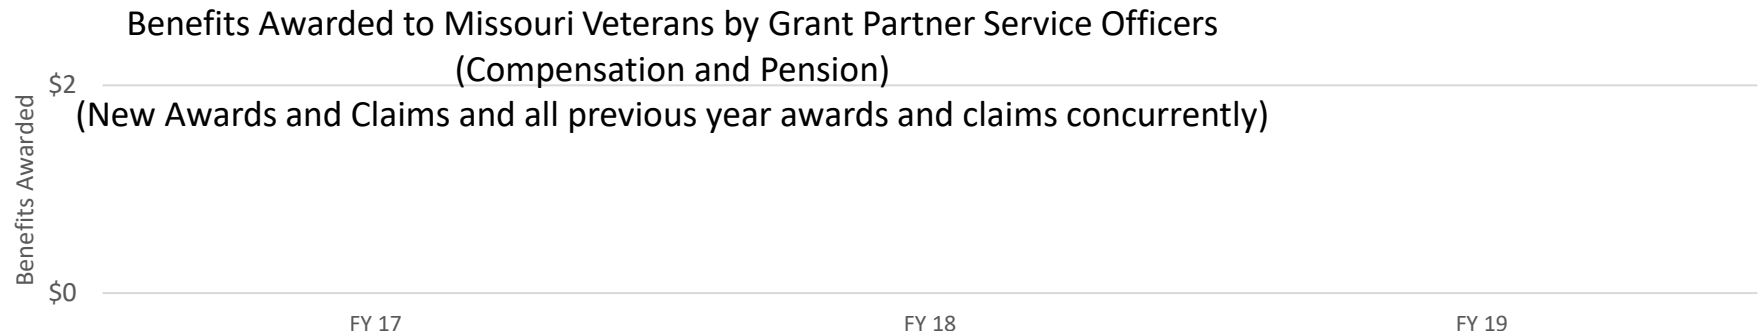 Benefits Awarded to Missouri Veterans by Grant Partner Service Officers
(Compensation and Pension)
(New Awards and Claims and all previous year awards and claims concurrently)
$2
Benefits Awarded
$0
FY 17
FY 18
FY 19